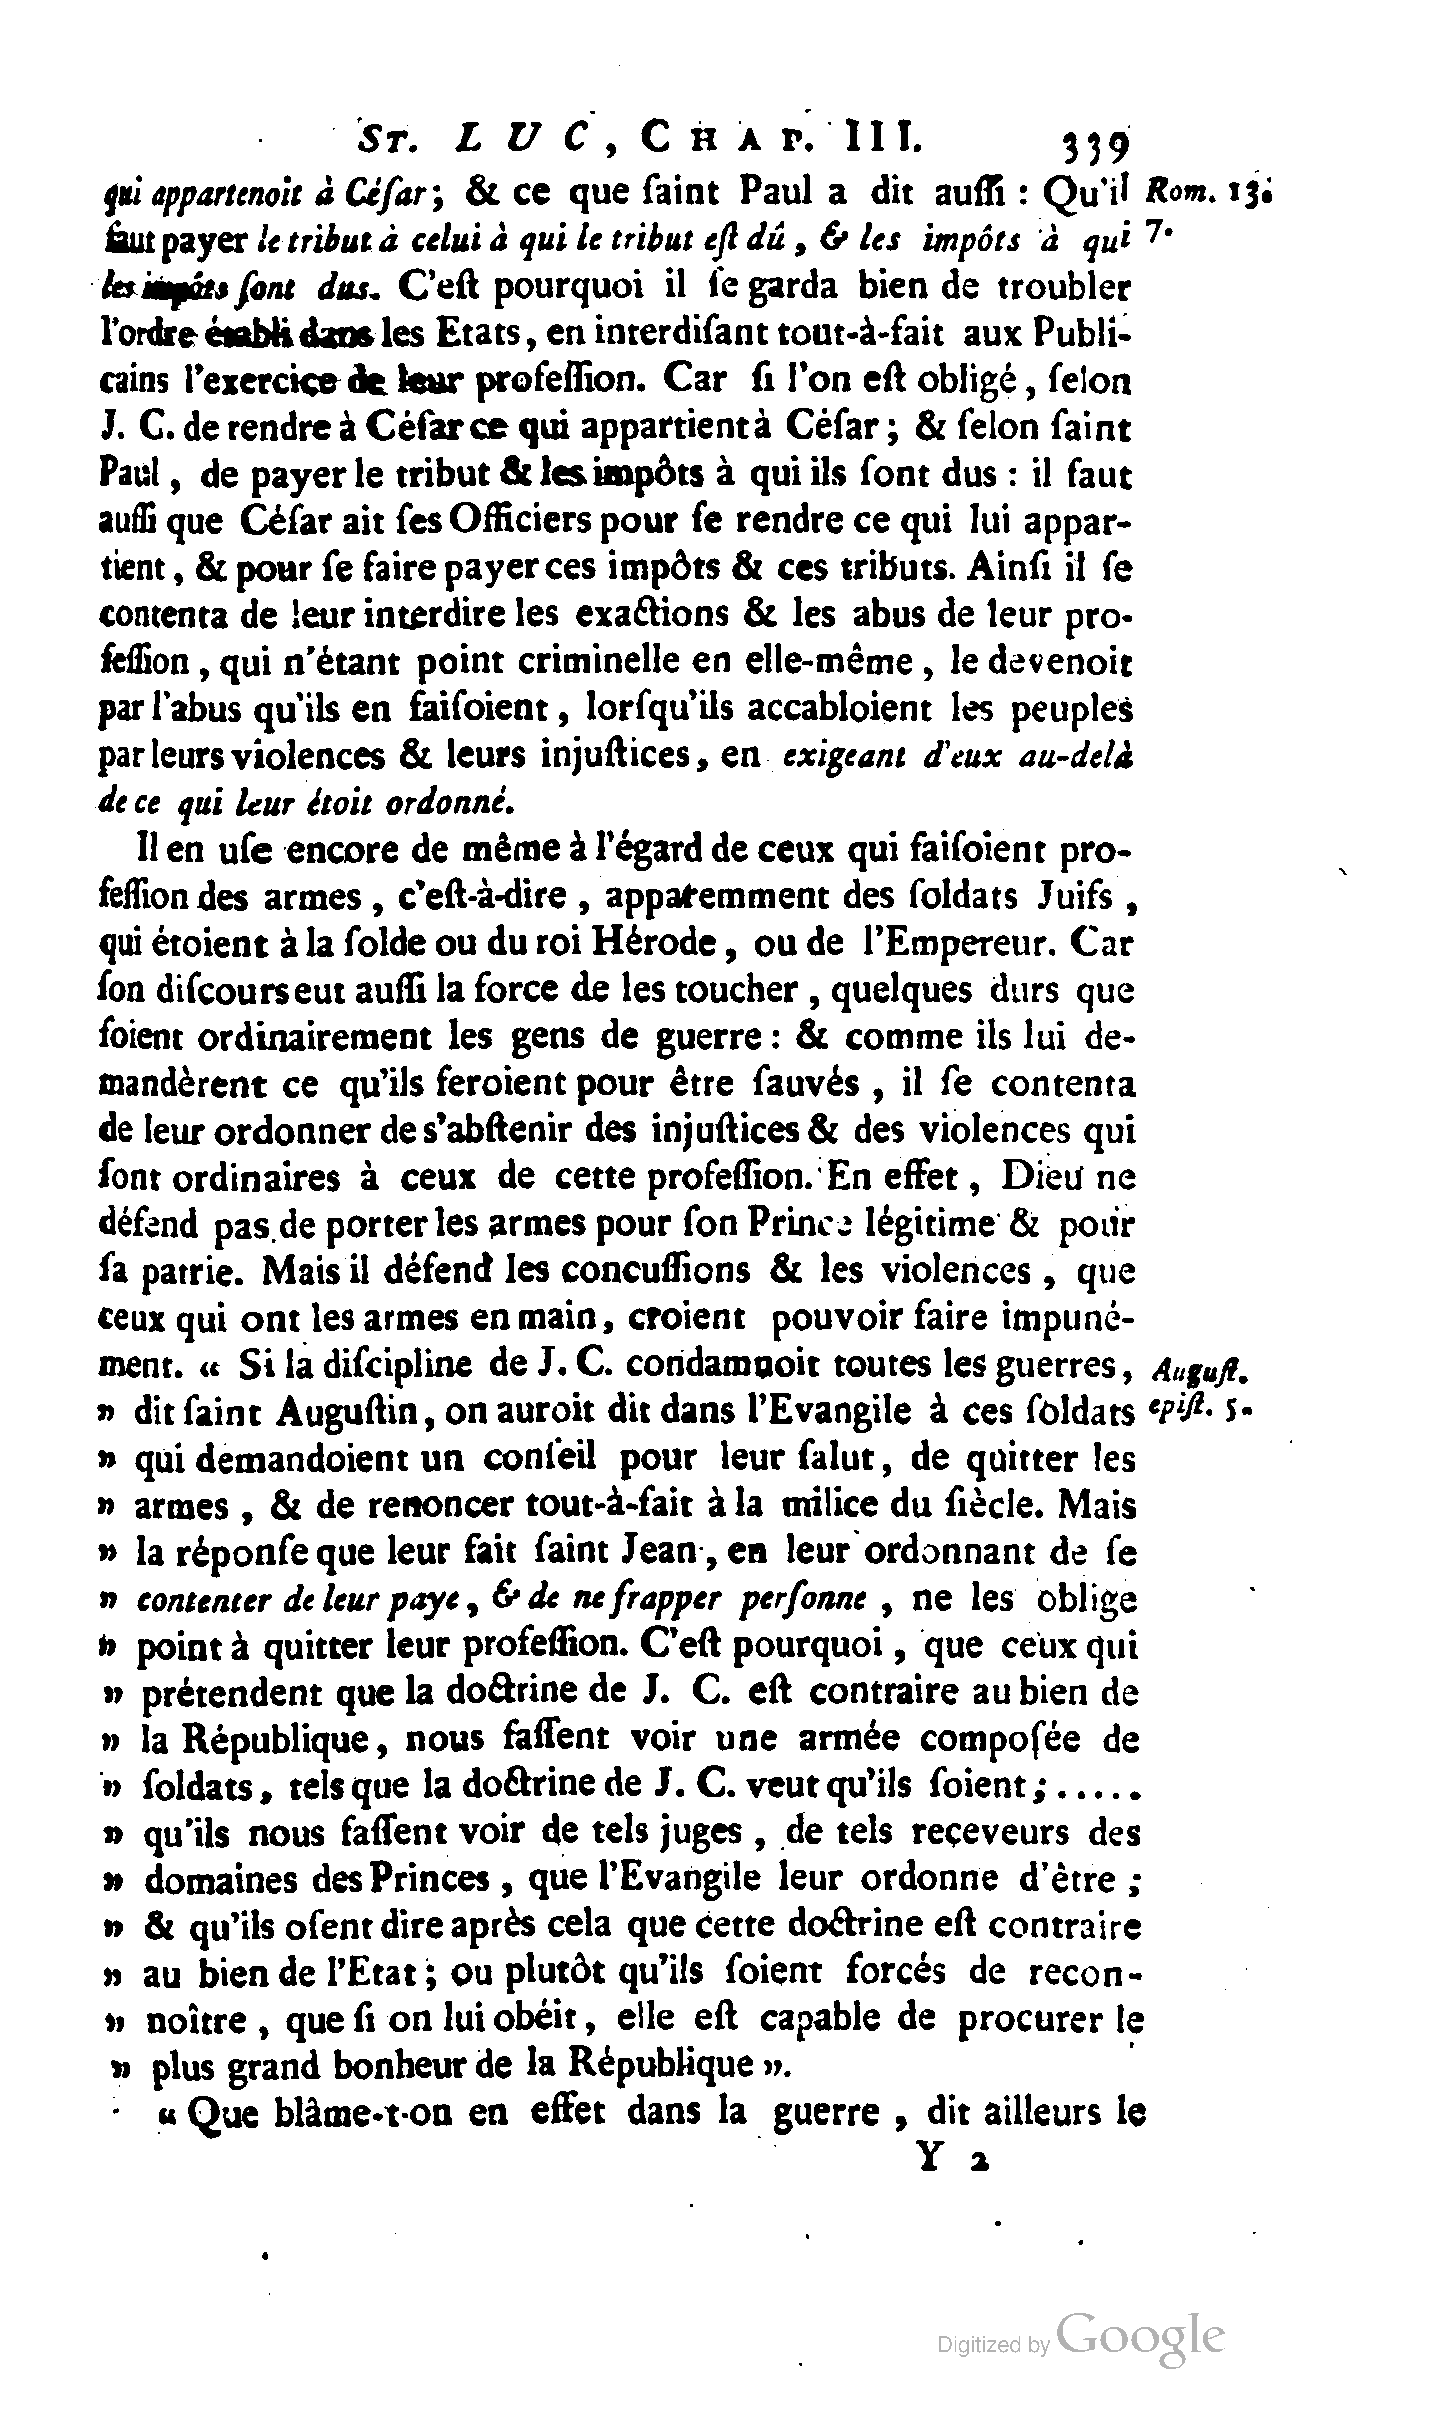 ST. LUC, CHAP. III. 339
qui appartenoit à Céſar; & ce que ſaint Paul a dit auſſi : Qu'il Rom. 13.
faut payer le tribut à celui à qui le tribut eſt dû, & les impôts à qui 7.
les impôts ſont dus. C'eſt pourquoi il ſe garda bien de troubler
l'ordre établi dans les Etats, en interdiſant tout-à-fait aux Publi-
cains l'exercice de leur profeſſion. Car ſi l'on eſt obligé, ſelon
J. C. de rendre à Céſar ce qui appartient à Céſar; & ſelon ſaint
Paul, de payer le tribut & les impôts à qui ils ſont dus : il faut
auſſi que Céſar ait ſes Officiers pour ſe rendre ce qui lui appar-
tient, & pour ſe faire payer ces impôts & ces tributs. Ainſi il ſe
contenta de leur interdire les exactions & les abus de leur pro-
feſſion, qui n'étant point criminelle en elle-même, le devenoit
par l'abus qu'ils en faiſoient, lorſqu'ils accabloient les peuples
par leurs violences & leurs injuſtices, en exigeant d'eux au-delà
de ce qui leur étoit ordonné.
Il en uſe encore de même à l'égard de ceux qui faiſoient pro-
feſſion des armes, c'eſt-à-dire, apparemment des ſoldats Juifs,
qui étoient à la ſolde ou du roi Hérode, ou de l'Empereur. Car
ſon diſcours eut auſſi la force de les toucher, quelques durs que
ſoient ordinairement les gens de guerre : & comme ils lui de-
mandèrent ce qu'ils feroient pour être ſauvés, il ſe contenta
de leur ordonner de s'abſtenir des injuſtices & des violences qui
ſont ordinaires à ceux de cette profeſſion. En effet, Dieu ne
défend pas de porter les armes pour ſon Prince légitime & pour
ſa patrie. Mais il défend les concuſſions & les violences, que
ceux qui ont les armes en main, croient pouvoir faire impuné-
ment. « Si la diſcipline de J. C. condamnoit toutes les guerres, Auguſt.
» dit ſaint Auguſtin, on auroit dit dans l'Evangile à ces ſoldats epiſt. 5.
» qui demandoient un conſeil pour leur ſalut, de quitter les
» armes, & de renoncer tout-à-fait à la milice du ſiècle. Mais
» la réponſe que leur fait ſaint Jean, en leur ordonnant de ſe
» contenter de leur paye, & de ne frapper perſonne, ne les oblige
» point à quitter leur profeſſion. C'eſt pourquoi, que ceux qui
» prétendent que la doctrine de J. C. eſt contraire au bien de
» la République, nous faſſent voir une armée compoſée de
» ſoldats, tels que la doctrine de J. C. veut qu'ils ſoient; .....
» qu'ils nous faſſent voir de tels juges, de tels reçeveurs des
» domaines des Princes, que l'Evangile leur ordonne d'être;
» & qu'ils oſent dire après cela que cette doctrine eſt contraire
» au bien de l'Etat; ou plutôt qu'ils ſoient forcés de recon-
» noître, que ſi on lui obéit, elle eſt capable de procurer le
» plus grand bonheur de la République ».
« Que blâme-t-on en effet dans la guerre, dit ailleurs le
Y 2
Digitized by Google